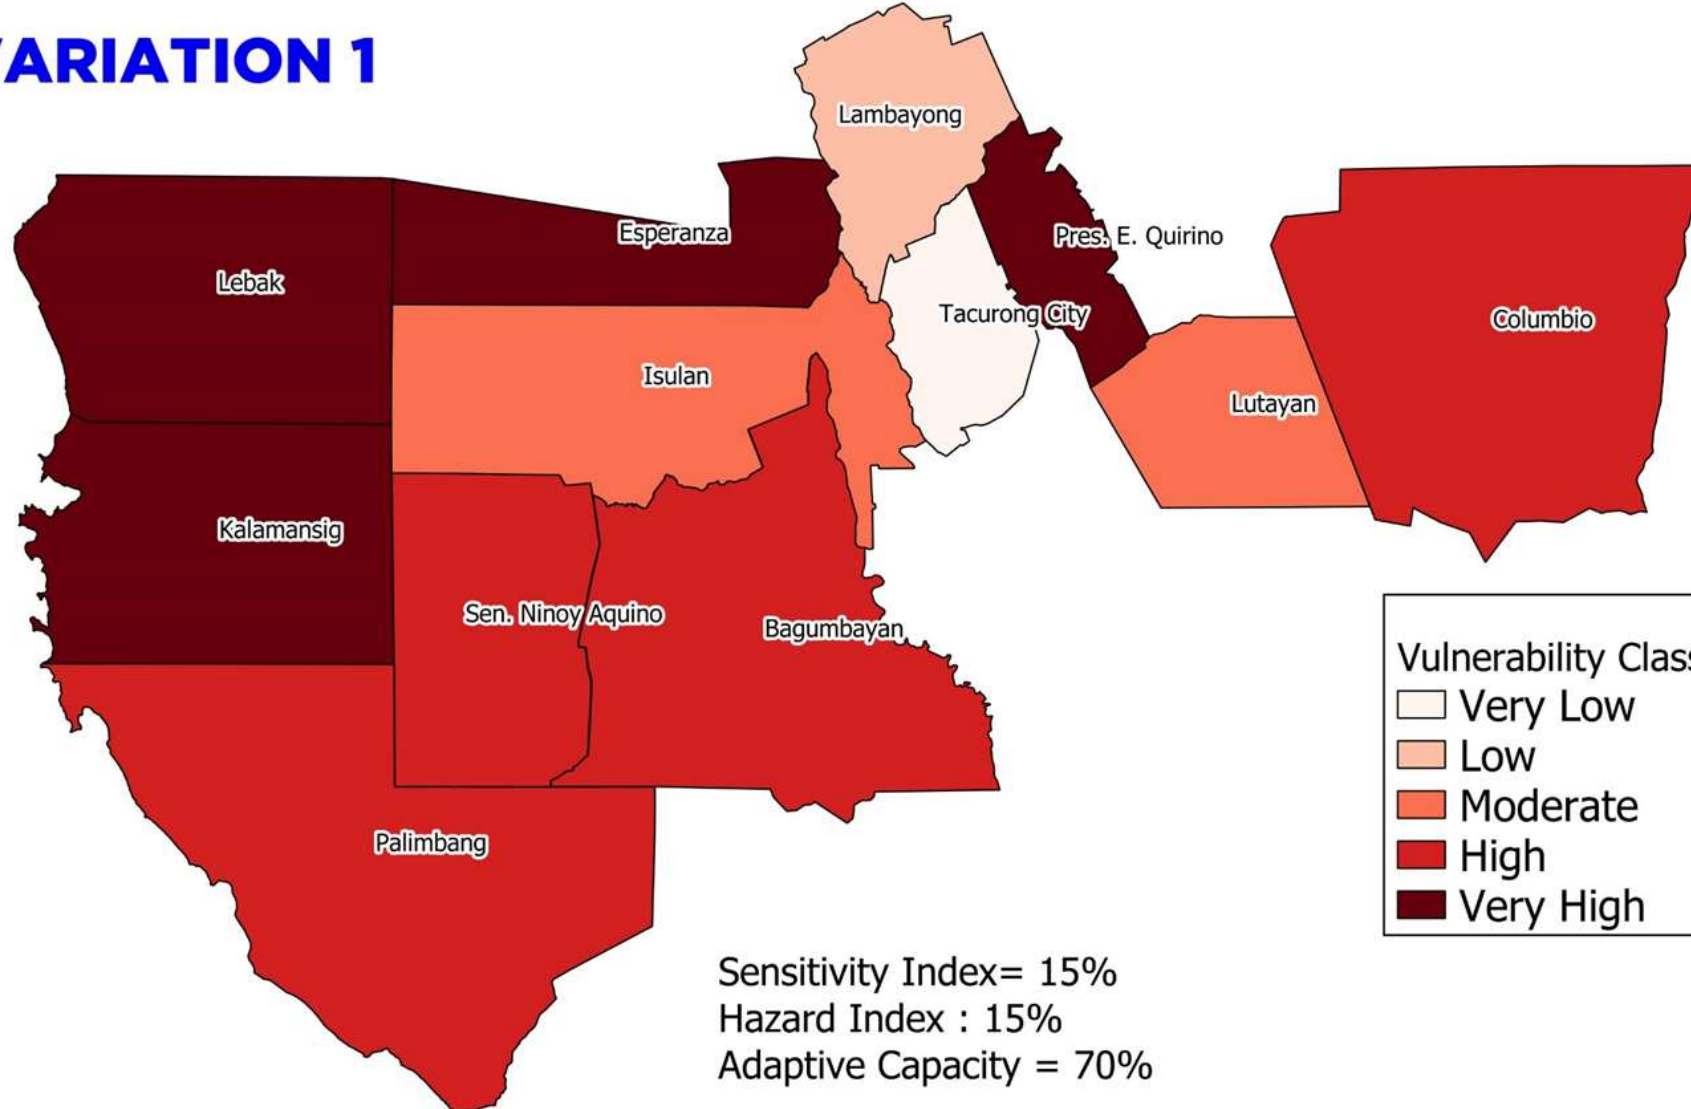 VARIATION 1
Lambayong
Esperanza
Pres. E. Quirino
Lebak
Tacurong City
Columbio
Isulan
Lutayan
Kalamansig
Sen. Ninoy Aquino
Bagumbayan
Palimbang
Vulnerability Class
Very Low
Low
Moderate
High
Very High
Sensitivity Index= 15%
Hazard Index : 15%
Adaptive Capacity = 70%